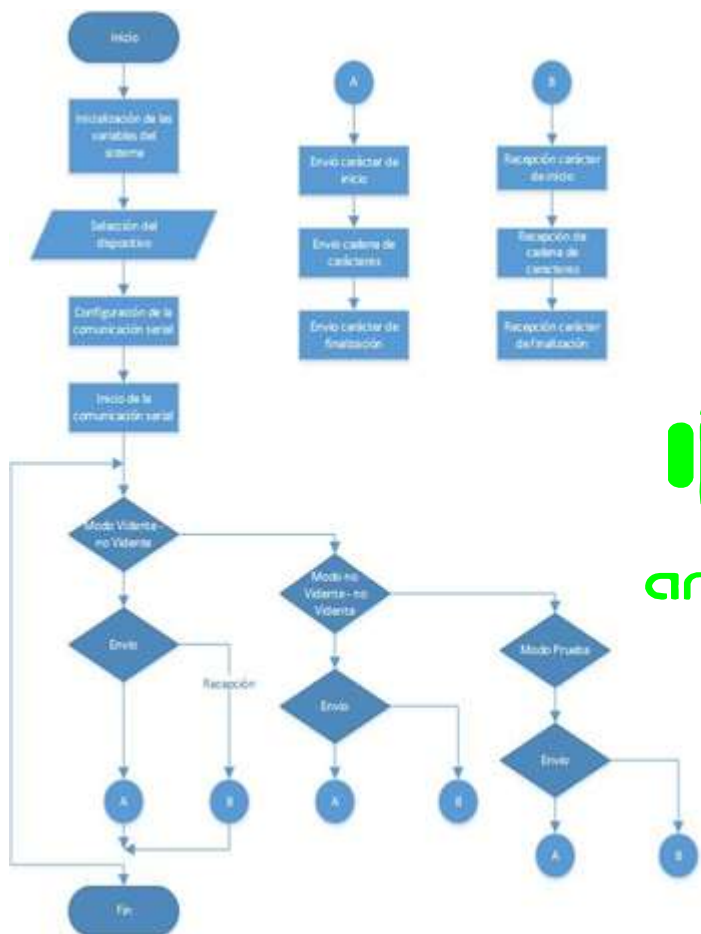 Inicio
Inicialización de las
variables del
sistema
Selección del
dispositivo
Configuración de la
comunicación serial
Inicio de la
comunicación serial
Modo Vidente -
no Vidente
Envío
Recepción
A
B
Fin
A
Envío carácter de
inicio
Envío cadena de
carácteres
Envío carácter de
finalización
B
Recepción carácter
de inicio
Recepción de
cadena de
caracteres
Recepción carácter
de finalización
Modo no
Vidente - no
Vidente
Envío
A
B
Modo Prueba
Envío
A
B